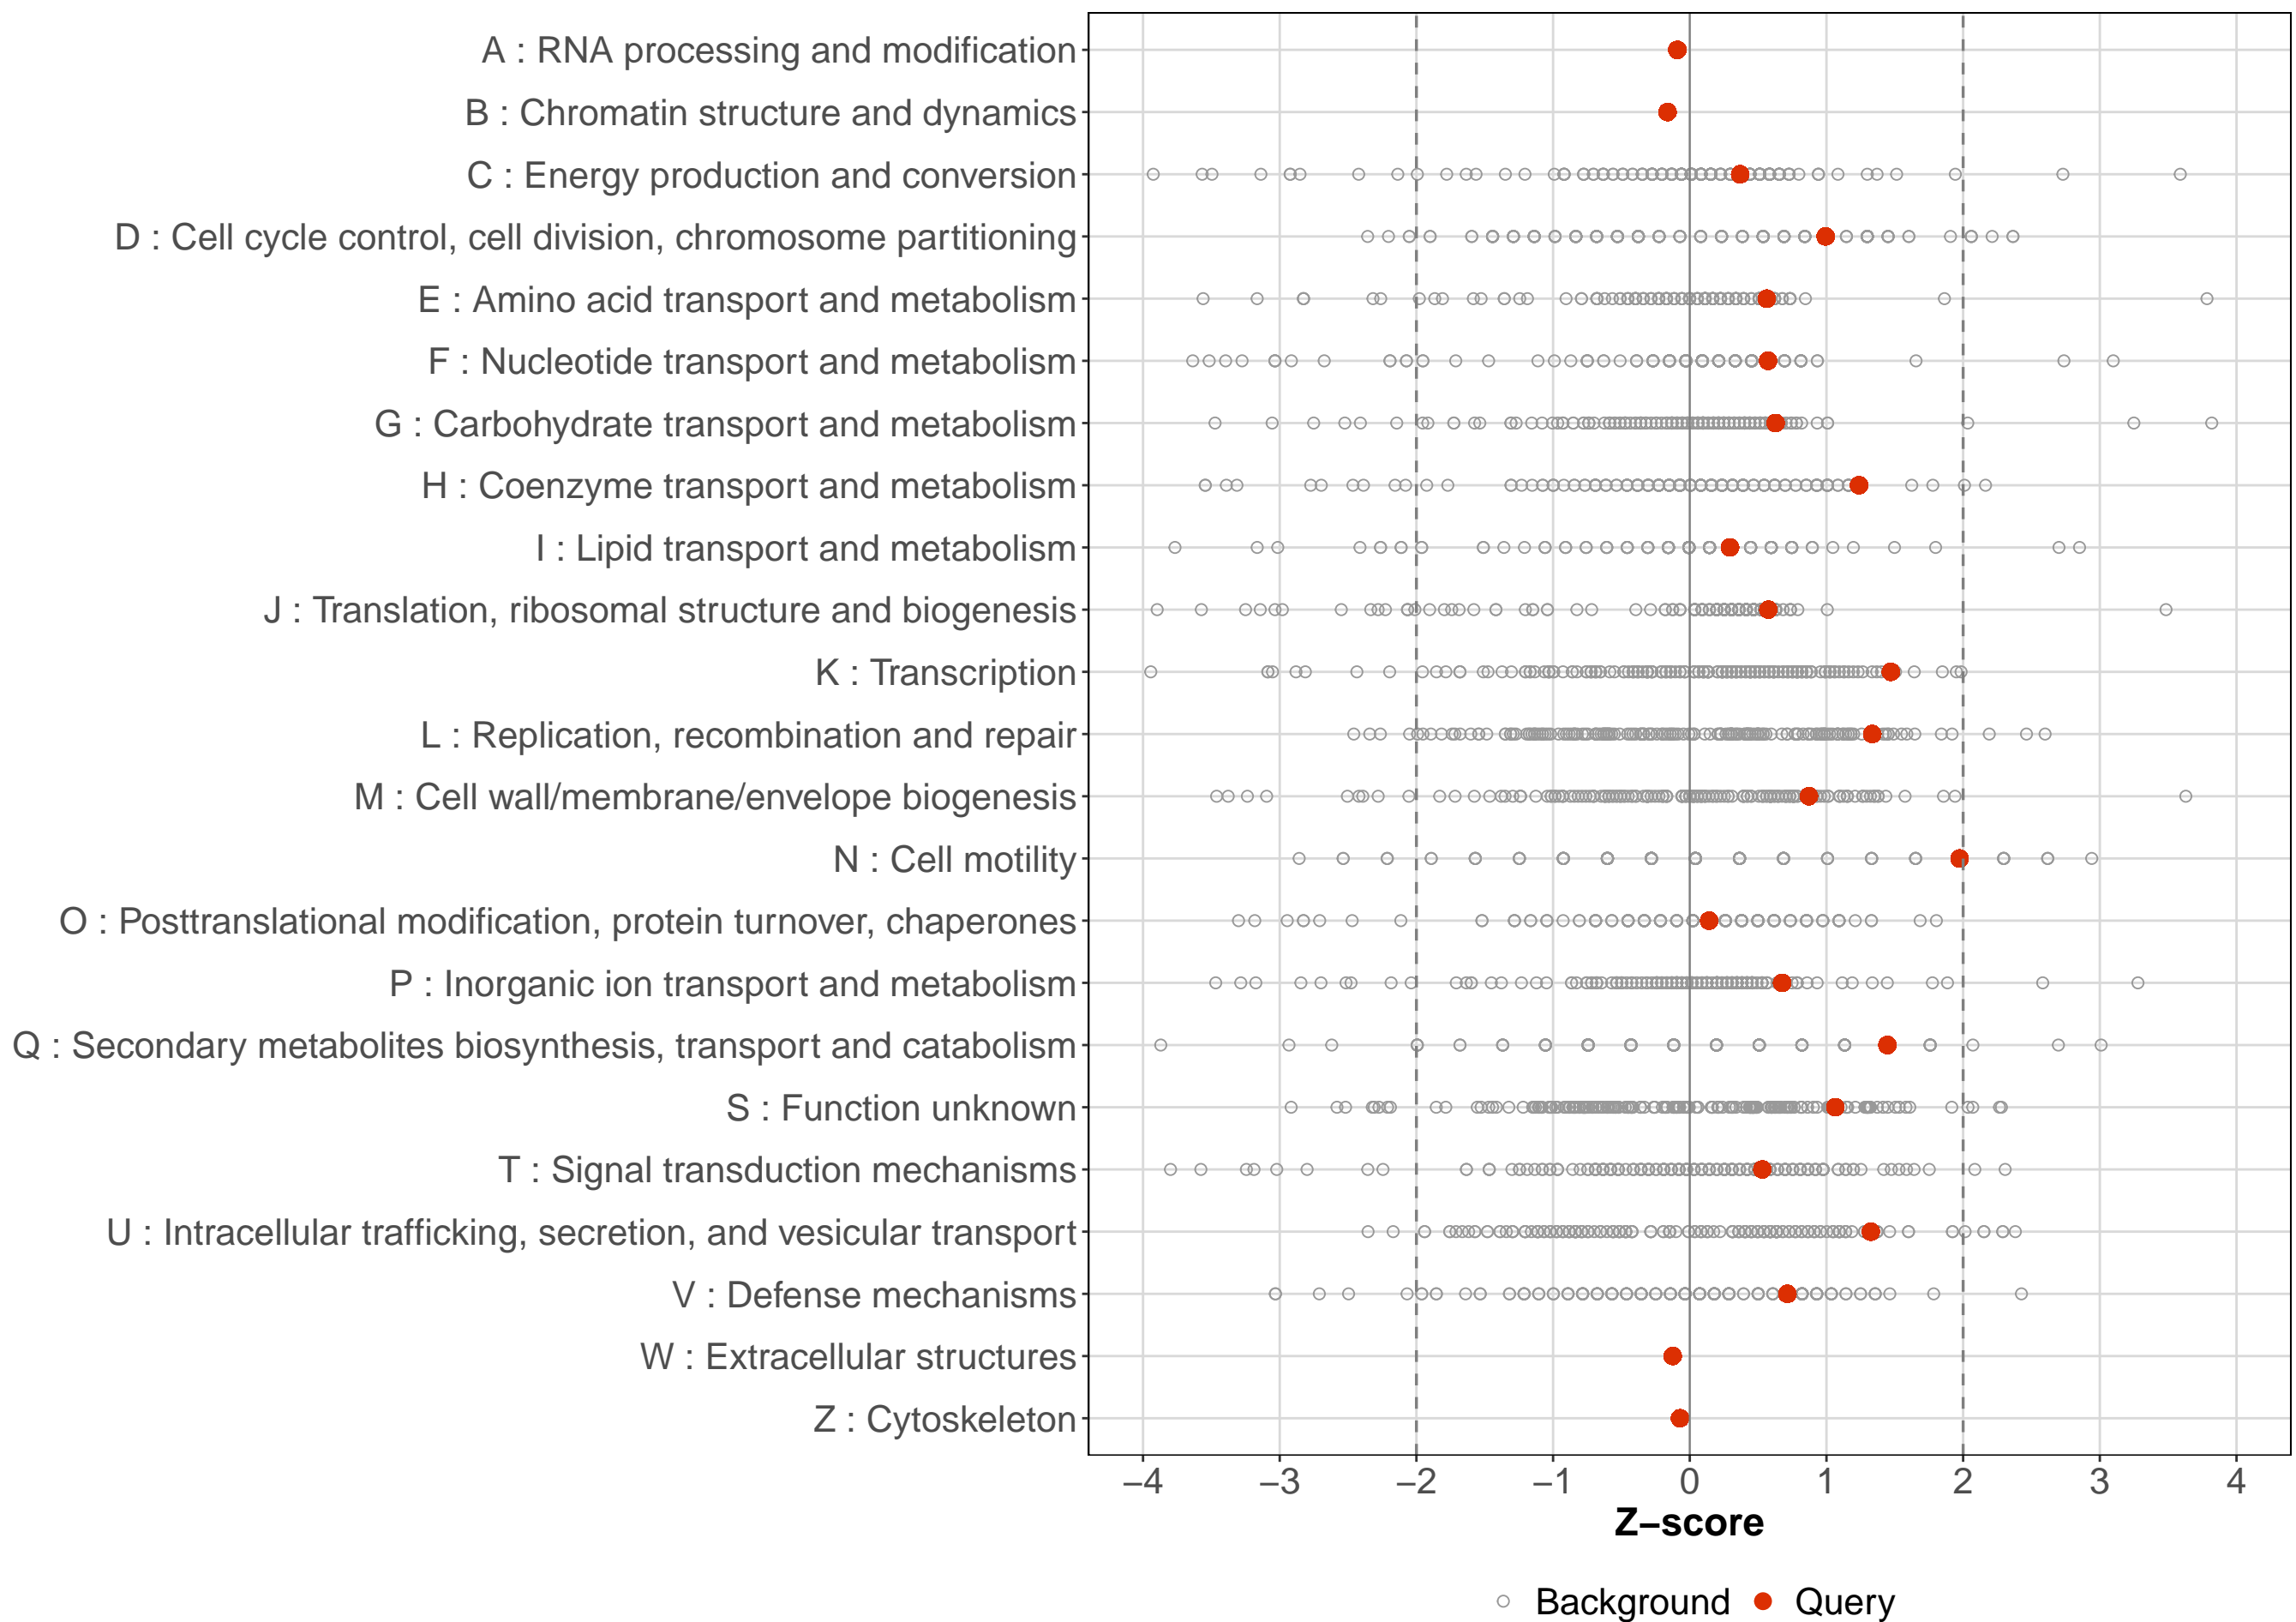 A : RNA processing and modification
B : Chromatin structure and dynamics
C : Energy production and conversion
D : Cell cycle control, cell division, chromosome partitioning
E : Amino acid transport and metabolism
F : Nucleotide transport and metabolism
G : Carbohydrate transport and metabolism
H : Coenzyme transport and metabolism
I : Lipid transport and metabolism
J : Translation, ribosomal structure and biogenesis
K : Transcription
L : Replication, recombination and repair
M : Cell wall/membrane/envelope biogenesis
N : Cell motility
O : Posttranslational modification, protein turnover, chaperones
P : Inorganic ion transport and metabolism
Q : Secondary metabolites biosynthesis, transport and catabolism
S : Function unknown
T : Signal transduction mechanisms
U : Intracellular trafficking, secretion, and vesicular transport
V : Defense mechanisms
W : Extracellular structures
Z : Cytoskeleton
−4 −3 −2 −1 0 1 2 3 4
Z−score
Background Query